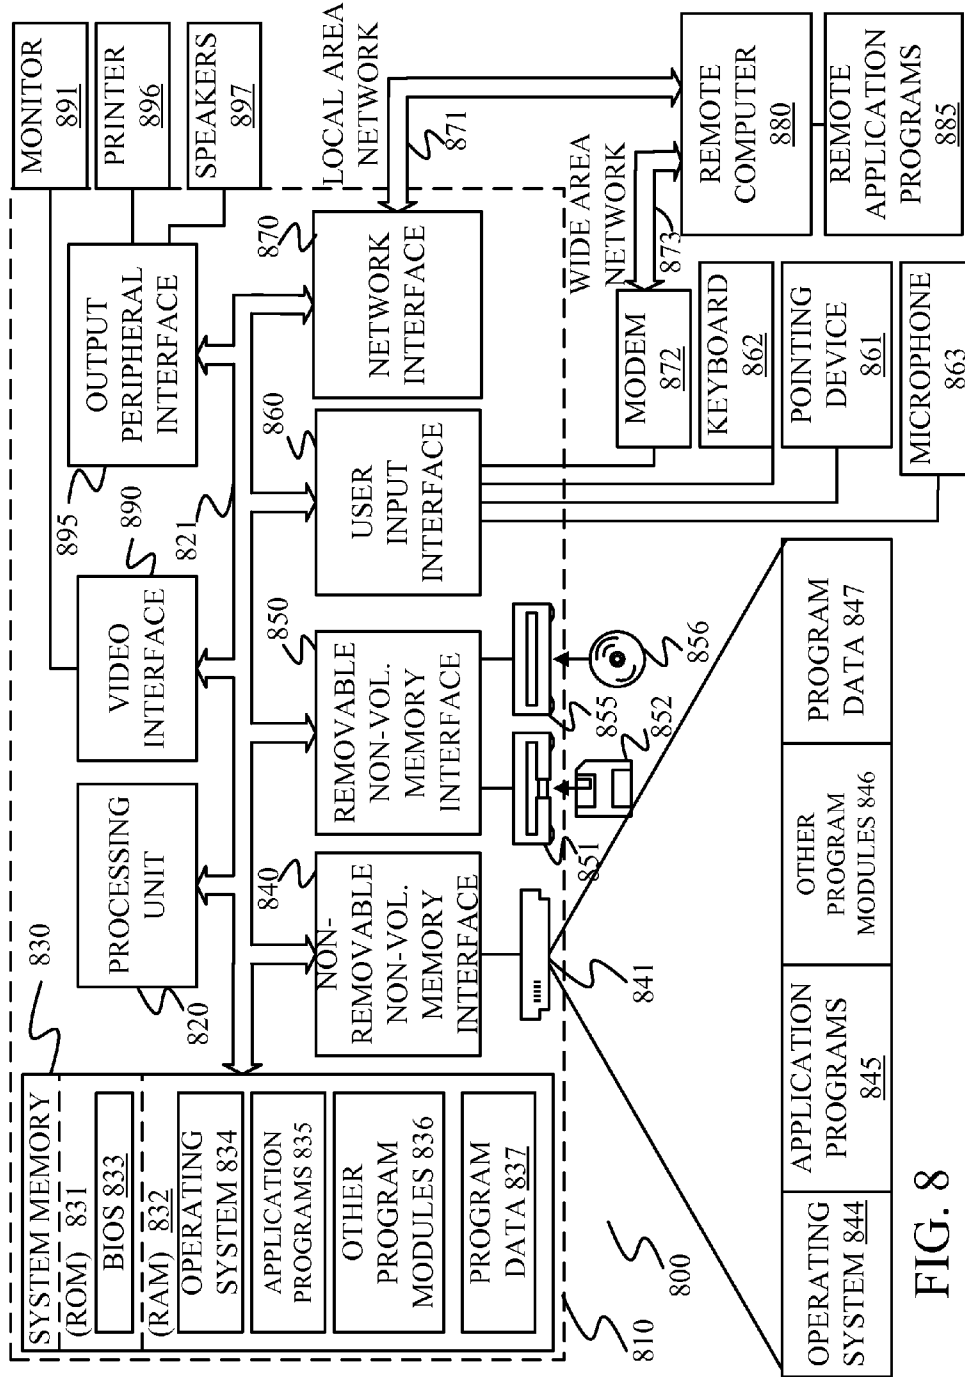 SYSTEM MEMORY
(ROM) 831
BIOS 833
(RAM) 832
OPERATING
SYSTEM 834
APPLICATION
PROGRAMS 835
OTHER
PROGRAM
MODULES 836
PROGRAM
DATA 837
830
PROCESSING
UNIT
820
VIDEO
INTERFACE
890
821
OUTPUT
PERIPHERAL
INTERFACE
895
MONITOR
891
PRINTER
896
SPEAKERS
897
NON-
REMOVABLE
NON-VOL.
MEMORY
INTERFACE
840
REMOVABLE
NON-VOL.
MEMORY
INTERFACE
850
USER
INPUT
INTERFACE
860
NETWORK
INTERFACE
870
LOCAL AREA
NETWORK
871
841
851
852
855
856
WIDE AREA
NETWORK
873
MODEM
872
KEYBOARD
862
POINTING
DEVICE
861
MICROPHONE
863
REMOTE
COMPUTER
880
REMOTE
APPLICATION
PROGRAMS
885
810
800
OPERATING
SYSTEM 844
APPLICATION
PROGRAMS
845
OTHER
PROGRAM
MODULES 846
PROGRAM
DATA 847
FIG. 8